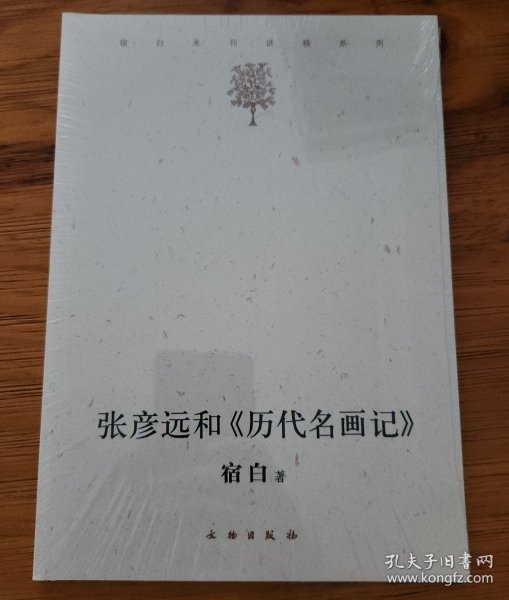 宿白未刊讲稿系列
张彦远和《历代名画记》
宿白 著
文物出版社
孔夫子旧书网
www.kongfz.com